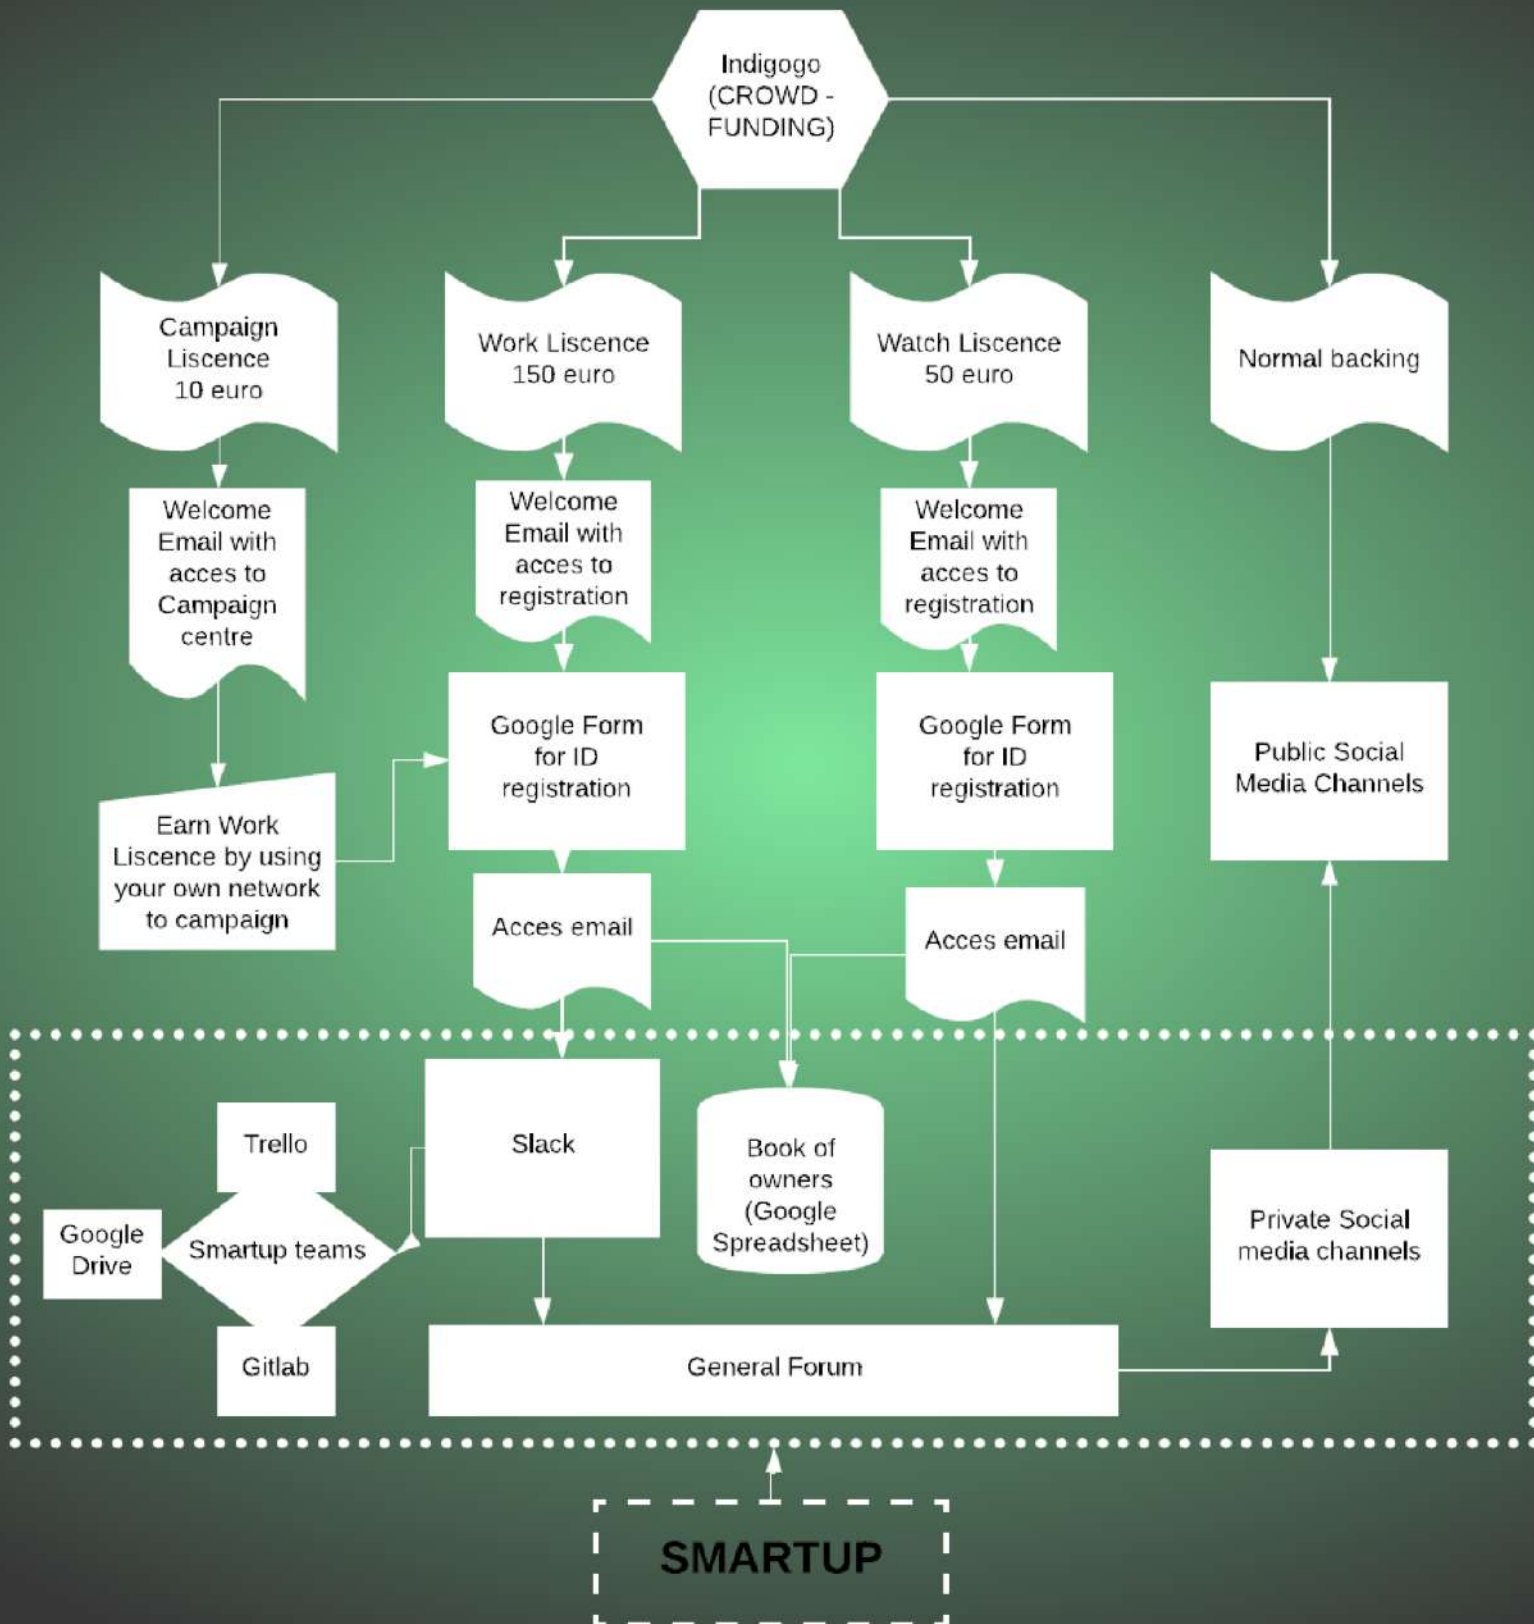 Indigogo
(CROWD -
FUNDING)
Campaign
Liscence
10 euro
Work Liscence
150 euro
Watch Liscence
50 euro
Normal backing
Welcome
Email with
acces to
Campaign
centre
Welcome
Email with
acces to
registration
Welcome
Email with
acces to
registration
Google Form
for ID
registration
Google Form
for ID
registration
Public Social
Media Channels
Earn Work
Liscence by using
your own network
to campaign
Acces email
Acces email
Trello
Slack
Book of
owners
(Google
Spreadsheet)
Google
Drive
Smartup teams
Private Social
media channels
Gitlab
General Forum
SMARTUP